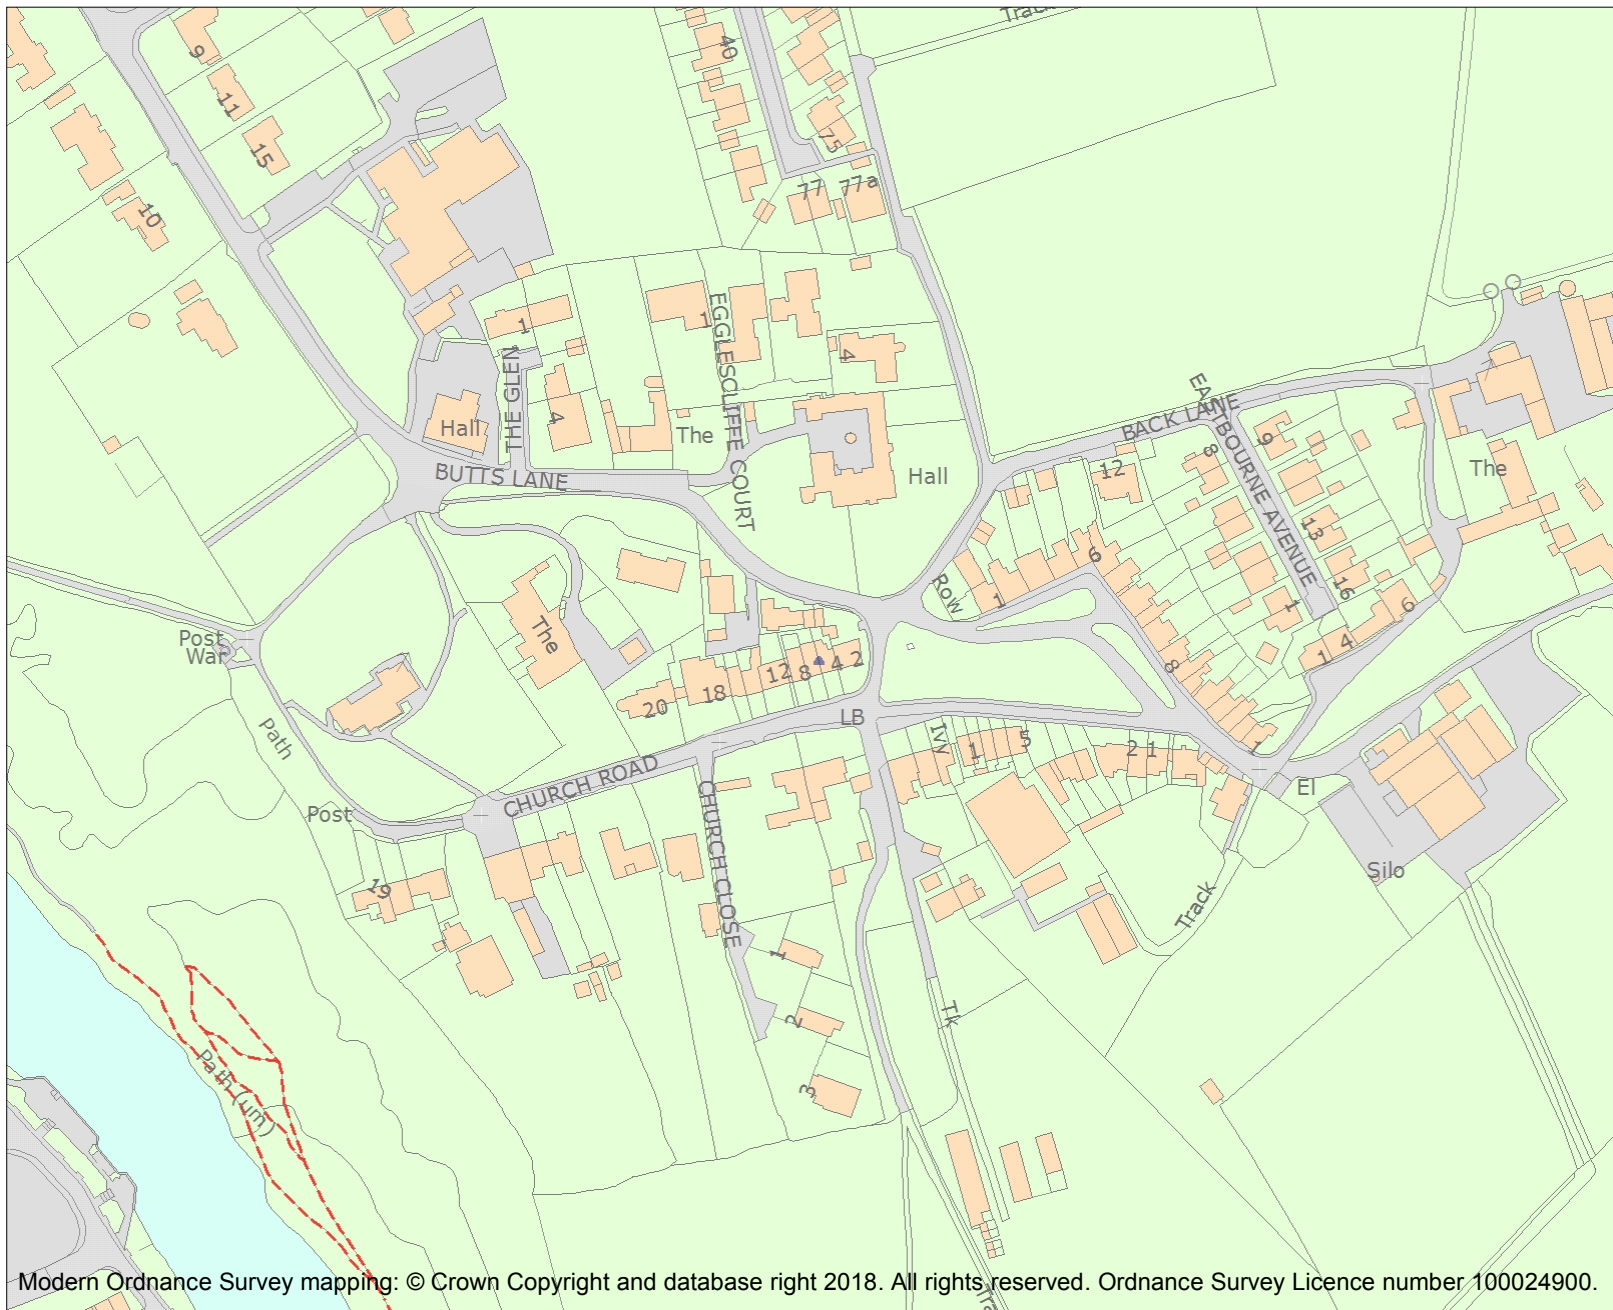 Track
9
40
11
75
15
77
77a
10
1
THE GLEN
4
Hall
BUTTS LANE
EGGLESCLIFFE COURT
1
4
The
Hall
BACK LANE
EASTBOURNE AVENUE
12
8
9
The
13
16
1
6
4
1
Row
6
1
8
1
Post
War
The
20
18
12
8
4
2
LB
Path
Post
CHURCH ROAD
CHURCH CLOSE
Ivy
1
5
2
1
El
Silo
19
Track
1
2
3
Tk
Path (um)
Tra
Modern Ordnance Survey mapping: © Crown Copyright and database right 2018. All rights reserved. Ordnance Survey Licence number 100024900.